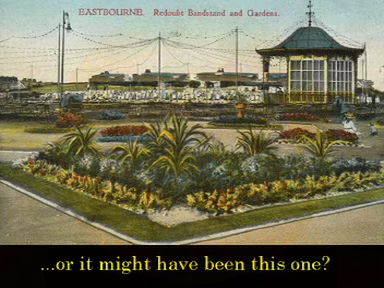 EASTBOURNE. Redoubt Bandstand and Gardens.
...or it might have been this one?